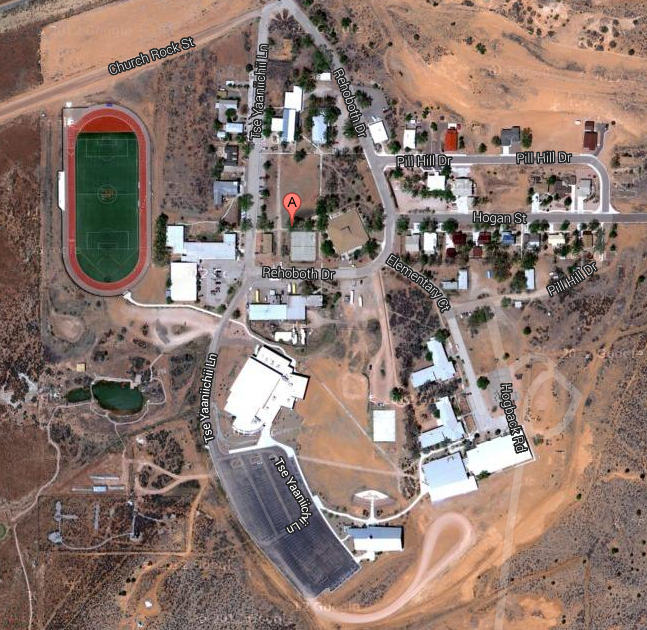 Church Rock St
Tse Yaaniichii Ln
Rehoboth Dr
Pill Hill Dr
Pill Hill Dr
A
Hogan St
Rehoboth Dr
Elementary Ct
Pill Hill Dr
Tse Yaaniichii Ln
Hogback Rd
Tse Yaaniichii Ln